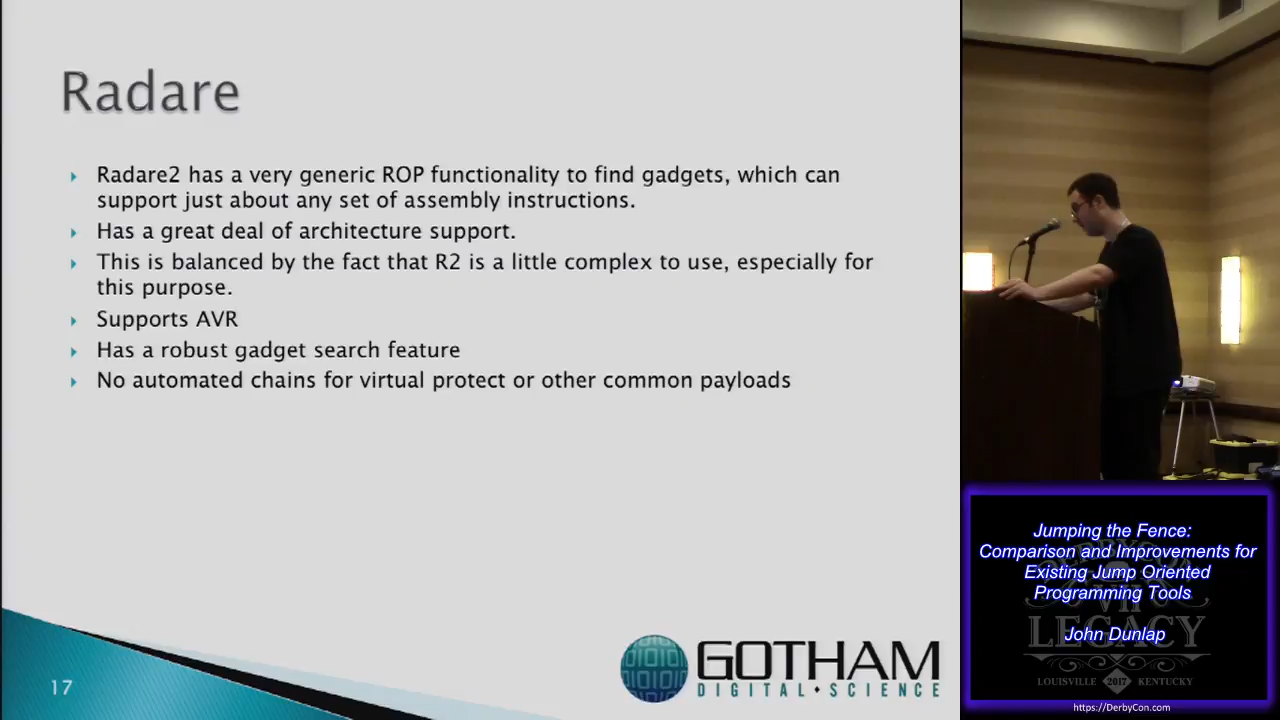 Radare
Radare2 has a very generic ROP functionality to find gadgets, which can
support just about any set of assembly instructions.
Has a great deal of architecture support.
This is balanced by the fact that R2 is a little complex to use, especially for
this purpose.
Supports AVR
Has a robust gadget search feature
No automated chains for virtual protect or other common payloads
17
GOTHAM
DIGITAL SCIENCE
Jumping the Fence:
Comparison and Improvements for
Existing Jump Oriented
Programming Tools
John Dunlap
LEGACY
LOUISVILLE 2017 KENTUCKY
https://DerbyCon.com